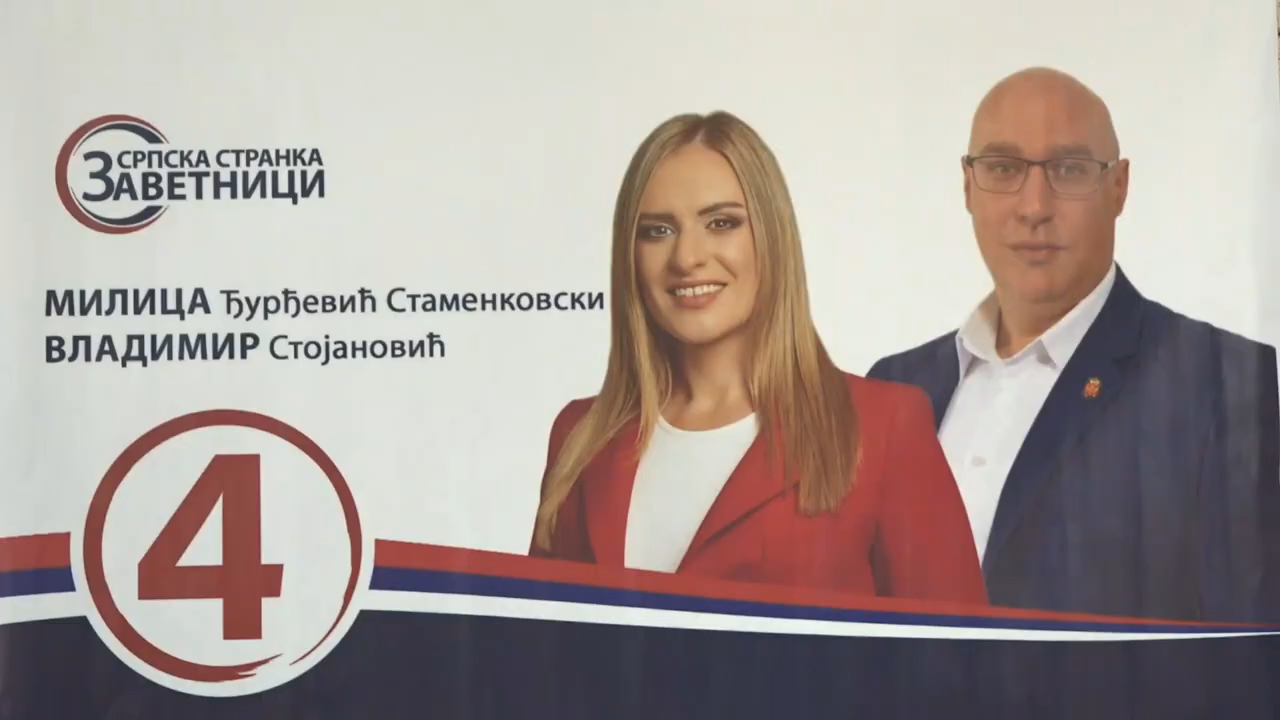 СРПСКА СТРАНКА
ЗАВЕТНИЦИ
МИЛИЦА Ђурђевић Стаменковски
ВЛАДИМИР Стојановић
4